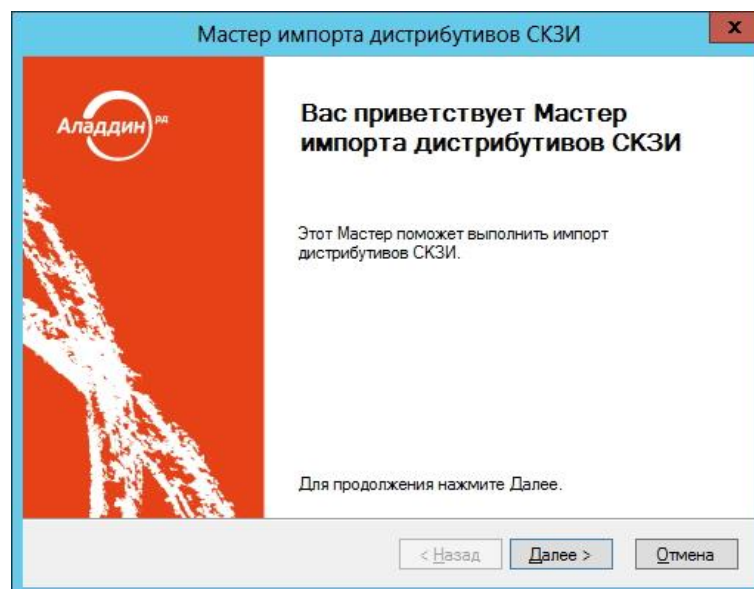 Мастер импорта дистрибутивов СКЗИ
x
Аладдин РД
Вас приветствует Мастер
импорта дистрибутивов СКЗИ
Этот Мастер поможет выполнить импорт
дистрибутивов СКЗИ.
Для продолжения нажмите Далее.
< Назад Далее > Отмена